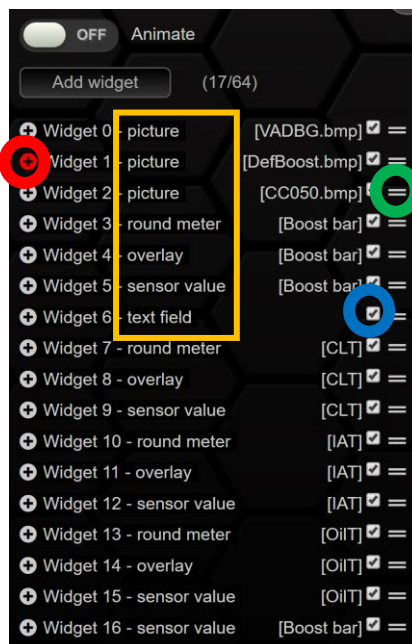 OFF Animate
Add widget (17/64)
Widget 0 - picture [VADBG.bmp]
Widget 1 - picture [DefBoost.bmp]
Widget 2 - picture [CC050.bmp]
Widget 3 - round meter [Boost bar]
Widget 4 - overlay [Boost bar]
Widget 5 - sensor value [Boost bar]
Widget 6 - text field
Widget 7 - round meter [CLT]
Widget 8 - overlay [CLT]
Widget 9 - sensor value [CLT]
Widget 10 - round meter [IAT]
Widget 11 - overlay [IAT]
Widget 12 - sensor value [IAT]
Widget 13 - round meter [OilT]
Widget 14 - overlay [OilT]
Widget 15 - sensor value [OilT]
Widget 16 - sensor value [Boost bar]